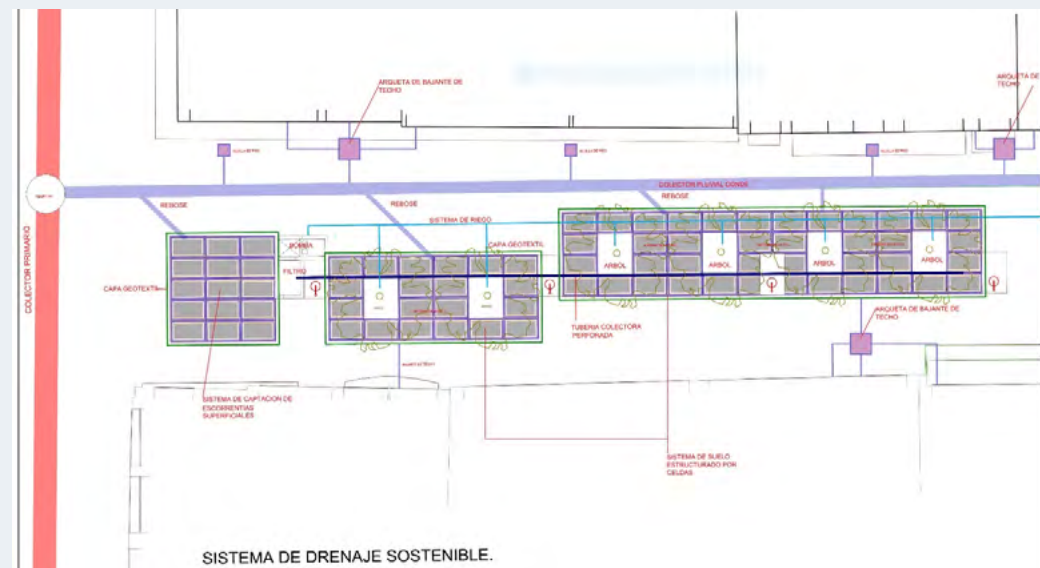 ARQUETA DE BAJANTE DE
TECHO
ARQUETA DE
TECHO
COLECTOR PLUVIAL
REBOSE
REBOSE
REBOSE
SISTEMA DE RIEGO
COLECTOR PRIMARIO
BOMBA
CAPA GEOTEXTIL
FILTRO
CAPA GEOTEXTIL
ARBOL
ARBOL
ARBOL
ARBOL
TUBERIA COLECTORA
PERFORADA
ARQUETA DE BAJANTE DE
TECHO
SISTEMA DE CAPTACION DE
ESCORRENTIAS
SUPERFICIALES
SISTEMA DE SUELO
ESTRUCTURADO POR
CELDAS
SISTEMA DE DRENAJE SOSTENIBLE.